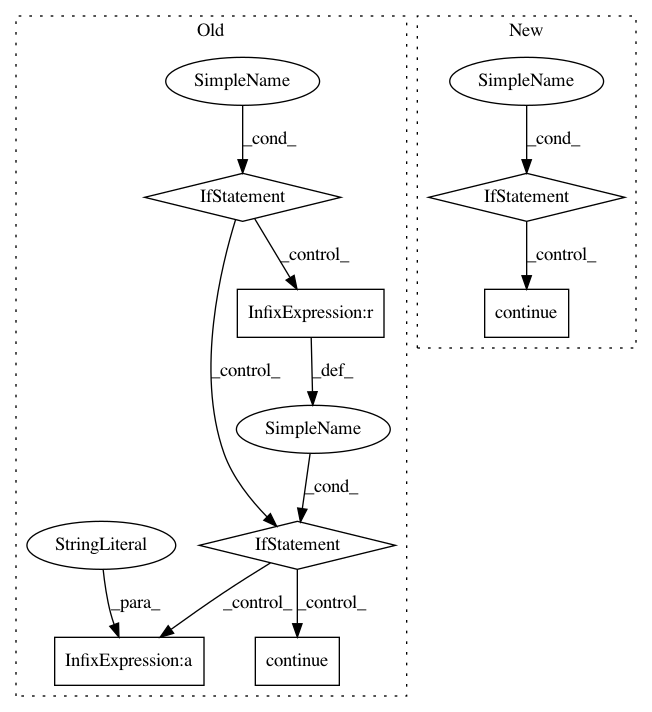 Old
New
SimpleName
SimpleName
_cond_
_cond_
IfStatement
IfStatement
_control_
_control_
InfixExpression:r
continue
_control_
_def_
SimpleName
_cond_
StringLiteral
IfStatement
_para_
_control_
_control_
InfixExpression:a
continue